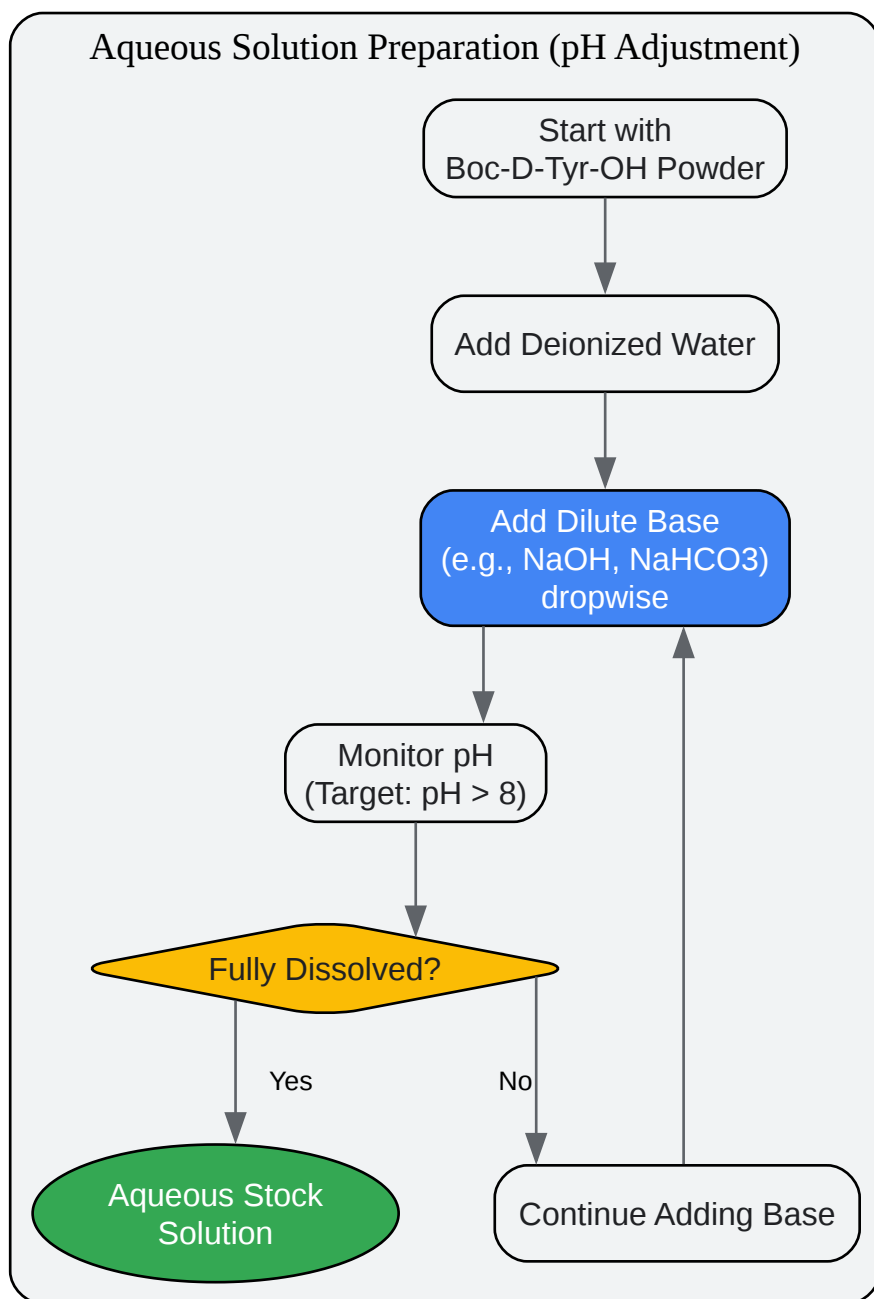 Aqueous Solution Preparation (pH Adjustment)
Start with
Boc-D-Tyr-OH Powder
Add Deionized Water
Add Dilute Base
(e.g., NaOH, NaHCO3)
dropwise
Monitor pH
(Target: pH > 8)
Fully Dissolved?
Yes
No
Aqueous Stock
Solution
Continue Adding Base